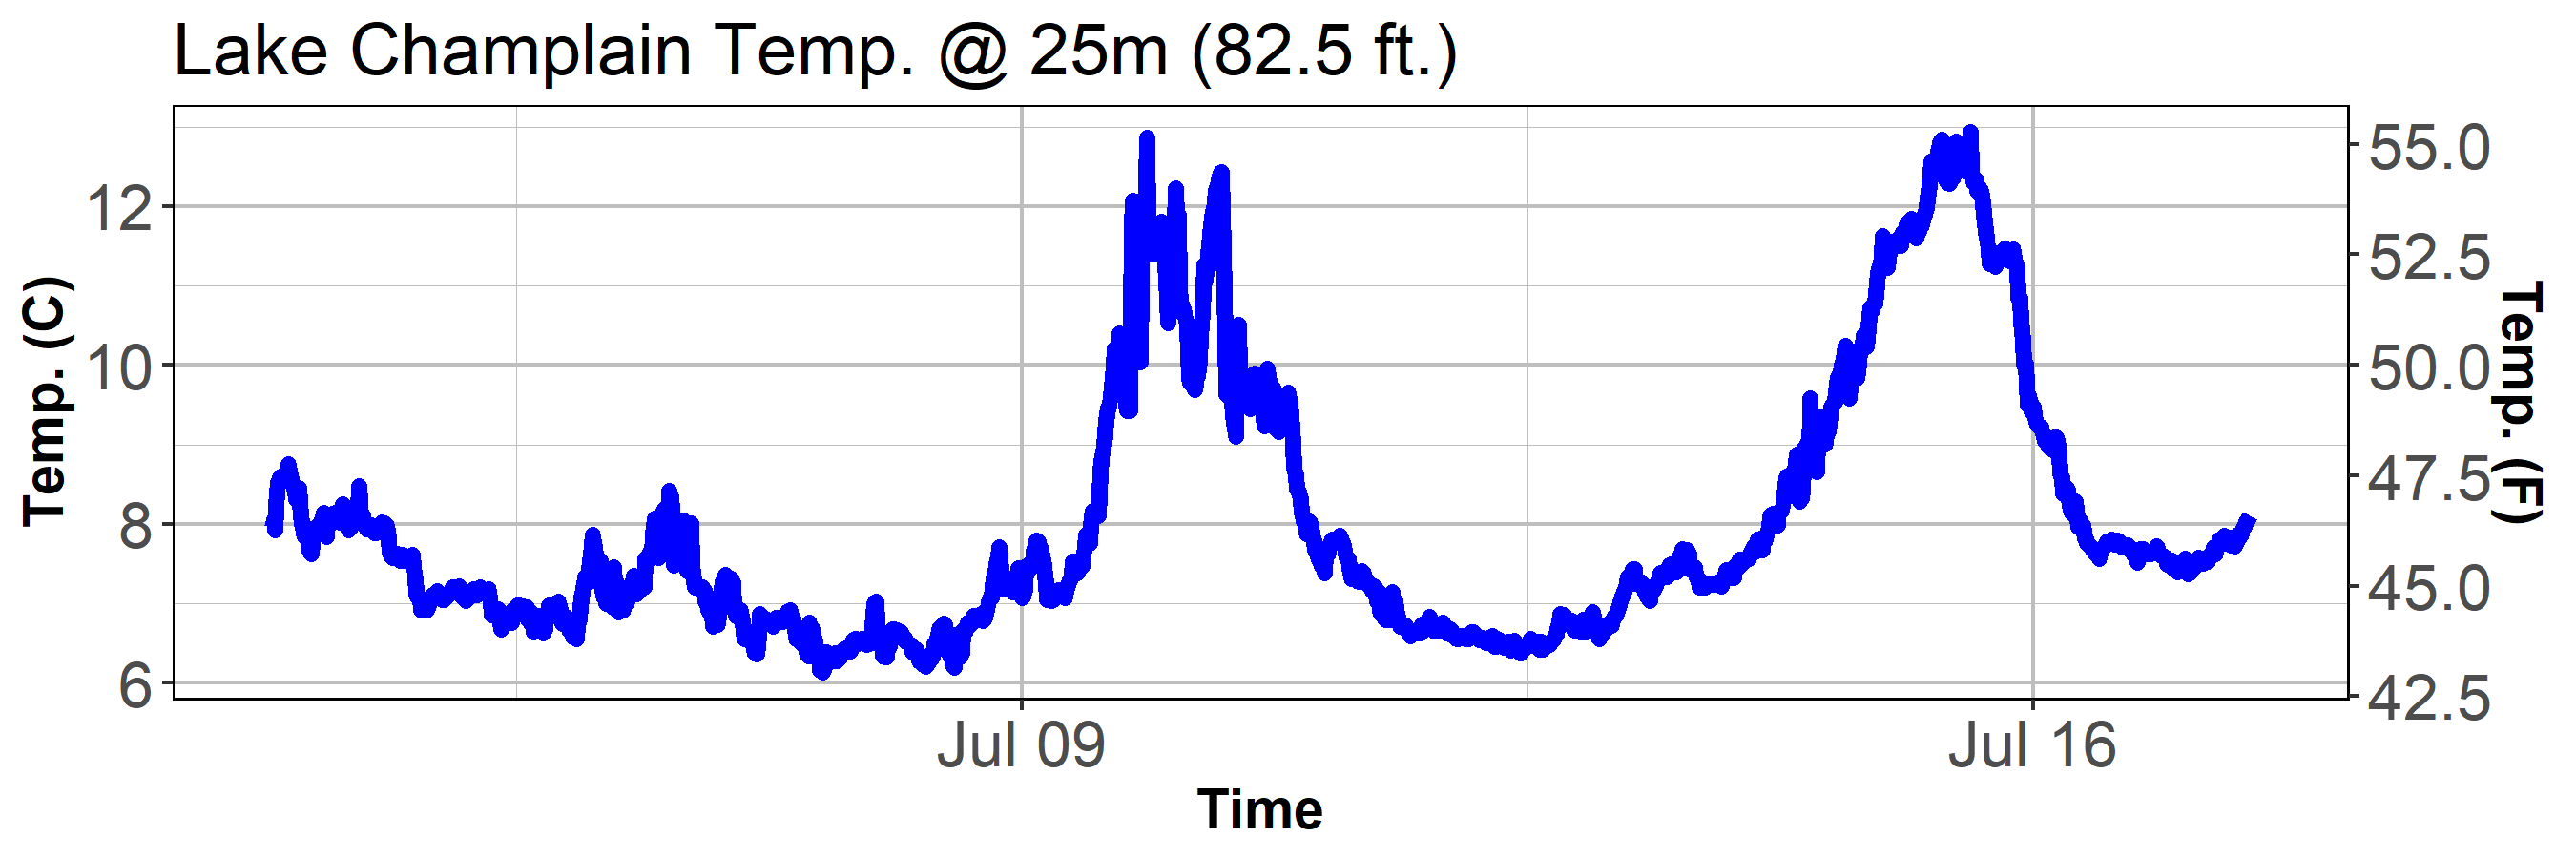 Lake Champlain Temp. @ 25m (82.5 ft.)
Temp. (C)
12
10
8
6
55.0
52.5
50.0
47.5
45.0
42.5
Temp. (F)
Jul 09
Jul 16
Time